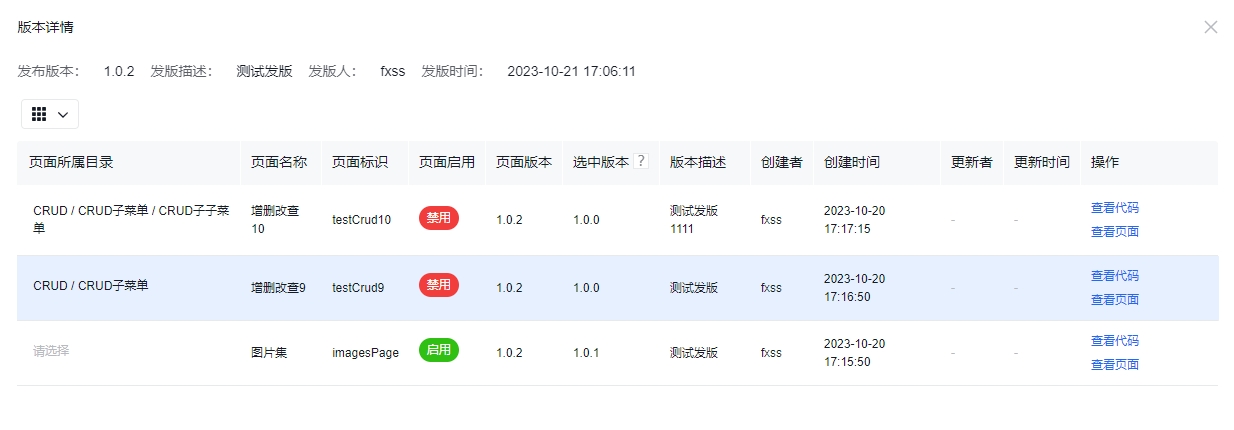 版本详情
发布版本： 1.0.2 发版描述： 测试发版 发版人： fxss 发版时间： 2023-10-21 17:06:11
页面所属目录 页面名称 页面标识 页面启用 页面版本 选中版本 ? 版本描述 创建者 创建时间 更新者 更新时间 操作
CRUD / CRUD子菜单 / CRUD子子菜
单
增删改查
10
testCrud10
禁用
1.0.2
1.0.0
测试发版
1111
fxss
2023-10-20
17:17:15
-
-
查看代码
查看页面
CRUD / CRUD子菜单
增删改查9
testCrud9
禁用
1.0.2
1.0.0
测试发版
fxss
2023-10-20
17:16:50
-
-
查看代码
查看页面
请选择
图片集
imagesPage
启用
1.0.2
1.0.1
测试发版
fxss
2023-10-20
17:15:50
-
-
查看代码
查看页面